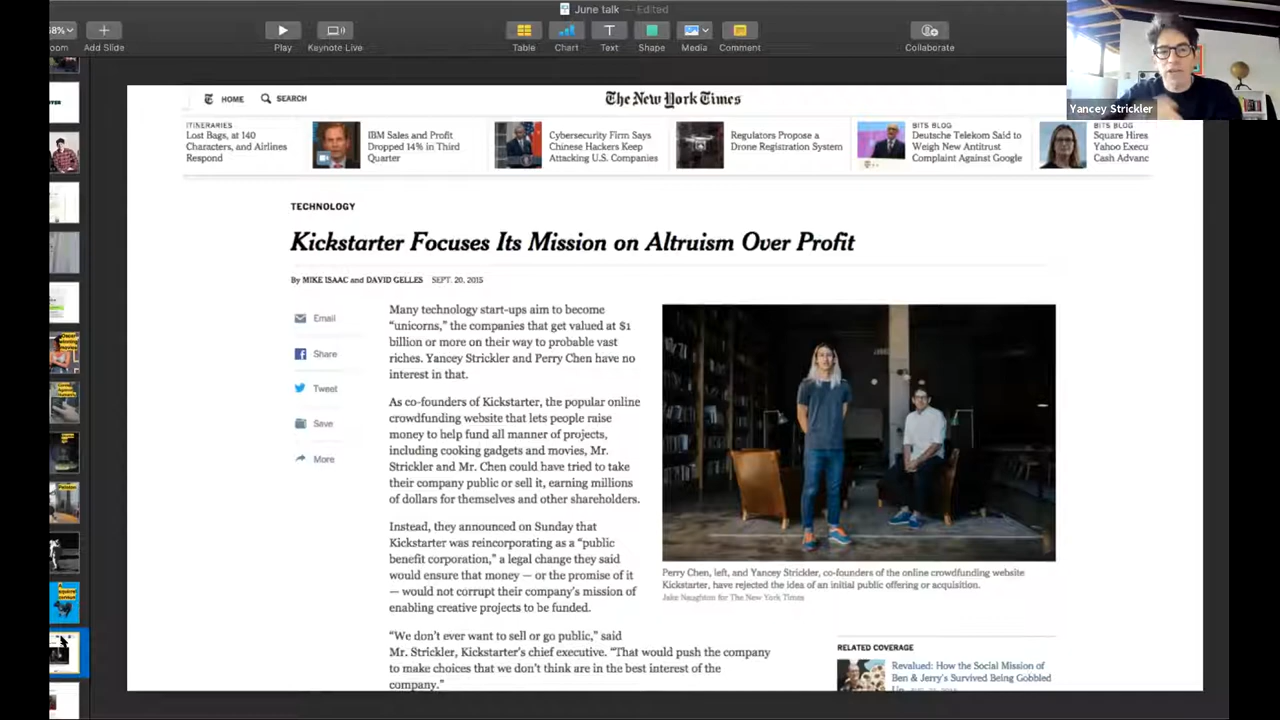 June talk — Edited
Add Slide
Play
Keynote Live
Table
Chart
Text
Shape
Media
Comment
Collaborate
Yancey Strickler
HOME
SEARCH
The New York Times
ITINERARIES
Lost Bags, at 140
Characters, and Airlines
Respond
IBM Sales and Profit
Dropped 14% in Third
Quarter
Cybersecurity Firm Says
Chinese Hackers Keep
Attacking U.S. Companies
Regulators Propose a
Drone Registration System
BITS BLOG
Deutsche Telekom Said to
Weigh New Antitrust
Complaint Against Google
BITS BLOG
Square Hires
Yahoo Execu
Cash Advanc
TECHNOLOGY
Kickstarter Focuses Its Mission on Altruism Over Profit
By MIKE ISAAC and DAVID GELLES SEPT. 20, 2015
Email
Share
Tweet
Save
More
Many technology start-ups aim to become
“unicorns,” the companies that get valued at $1
billion or more on their way to probable vast
riches. Yancey Strickler and Perry Chen have no
interest in that.
As co-founders of Kickstarter, the popular online
crowdfunding website that lets people raise
money to help fund all manner of projects,
including cooking gadgets and movies, Mr.
Strickler and Mr. Chen could have tried to take
their company public or sell it, earning millions
of dollars for themselves and other shareholders.
Instead, they announced on Sunday that
Kickstarter was reincorporating as a “public
benefit corporation,” a legal change they said
would ensure that money — or the promise of it
— would not corrupt their company’s mission of
enabling creative projects to be funded.
“We don’t ever want to sell or go public,” said
Mr. Strickler, Kickstarter’s chief executive. “That would push the company
to make choices that we don’t think are in the best interest of the
company.”
Perry Chen, left, and Yancey Strickler, co-founders of the online crowdfunding website
Kickstarter, have rejected the idea of an initial public offering or acquisition.
Jake Naughton for The New York Times
RELATED COVERAGE
Revalued: How the Social Mission of
Ben & Jerry’s Survived Being Gobbled
Up